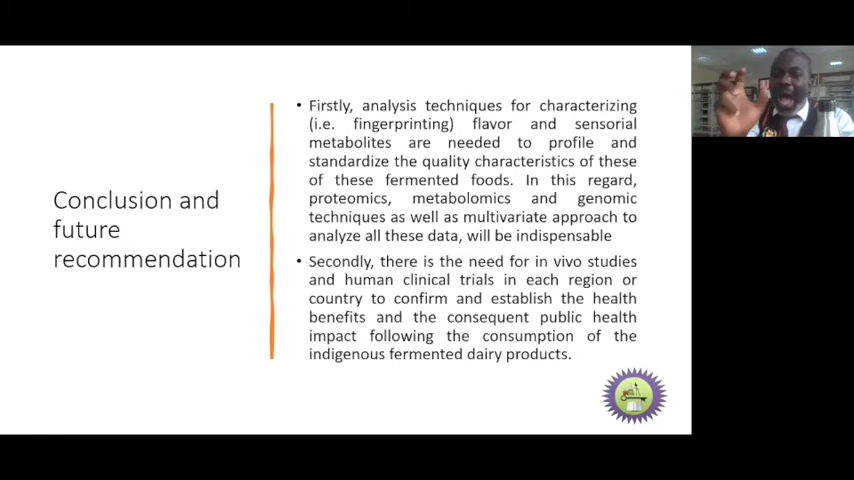 Conclusion and
future
recommendation
• Firstly, analysis techniques for characterizing
(i.e. fingerprinting) flavor and sensorial
metabolites are needed to profile and
standardize the quality characteristics of these
of these fermented foods. In this regard,
proteomics, metabolomics and genomic
techniques as well as multivariate approach to
analyze all these data, will be indispensable
• Secondly, there is the need for in vivo studies
and human clinical trials in each region or
country to confirm and establish the health
benefits and the consequent public health
impact following the consumption of the
indigenous fermented dairy products.